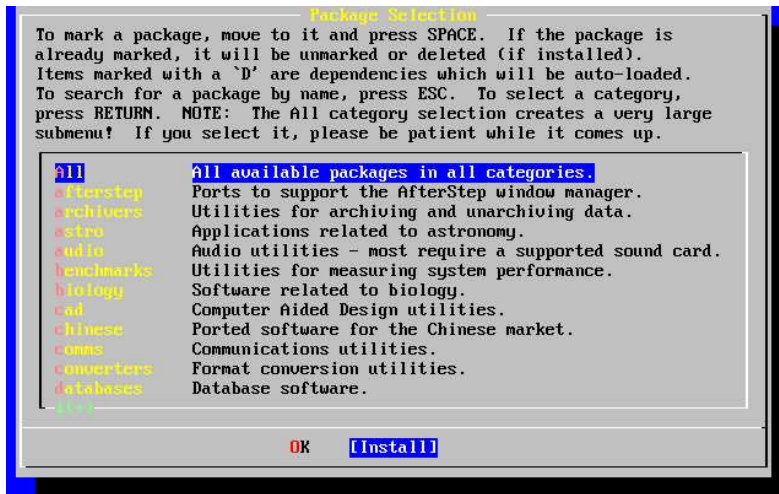 Package Selection
To mark a package, move to it and press SPACE.  If the package is
already marked, it will be unmarked or deleted (if installed).
Items marked with a `D' are dependencies which will be auto-loaded.
To search for a package by name, press ESC.  To select a category,
press RETURN.  NOTE:  The All category selection creates a very large
submenu!  If you select it, please be patient while it comes up.
All All available packages in all categories.
afterstep Ports to support the AfterStep window manager.
archivers Utilities for archiving and unarchiving data.
astro Applications related to astronomy.
audio Audio utilities - most require a supported sound card.
benchmarks Utilities for measuring system performance.
biology Software related to biology.
cad Computer Aided Design utilities.
chinese Ported software for the Chinese market.
comms Communications utilities.
converters Format conversion utilities.
databases Database software.
↓(+)
OK [Install]